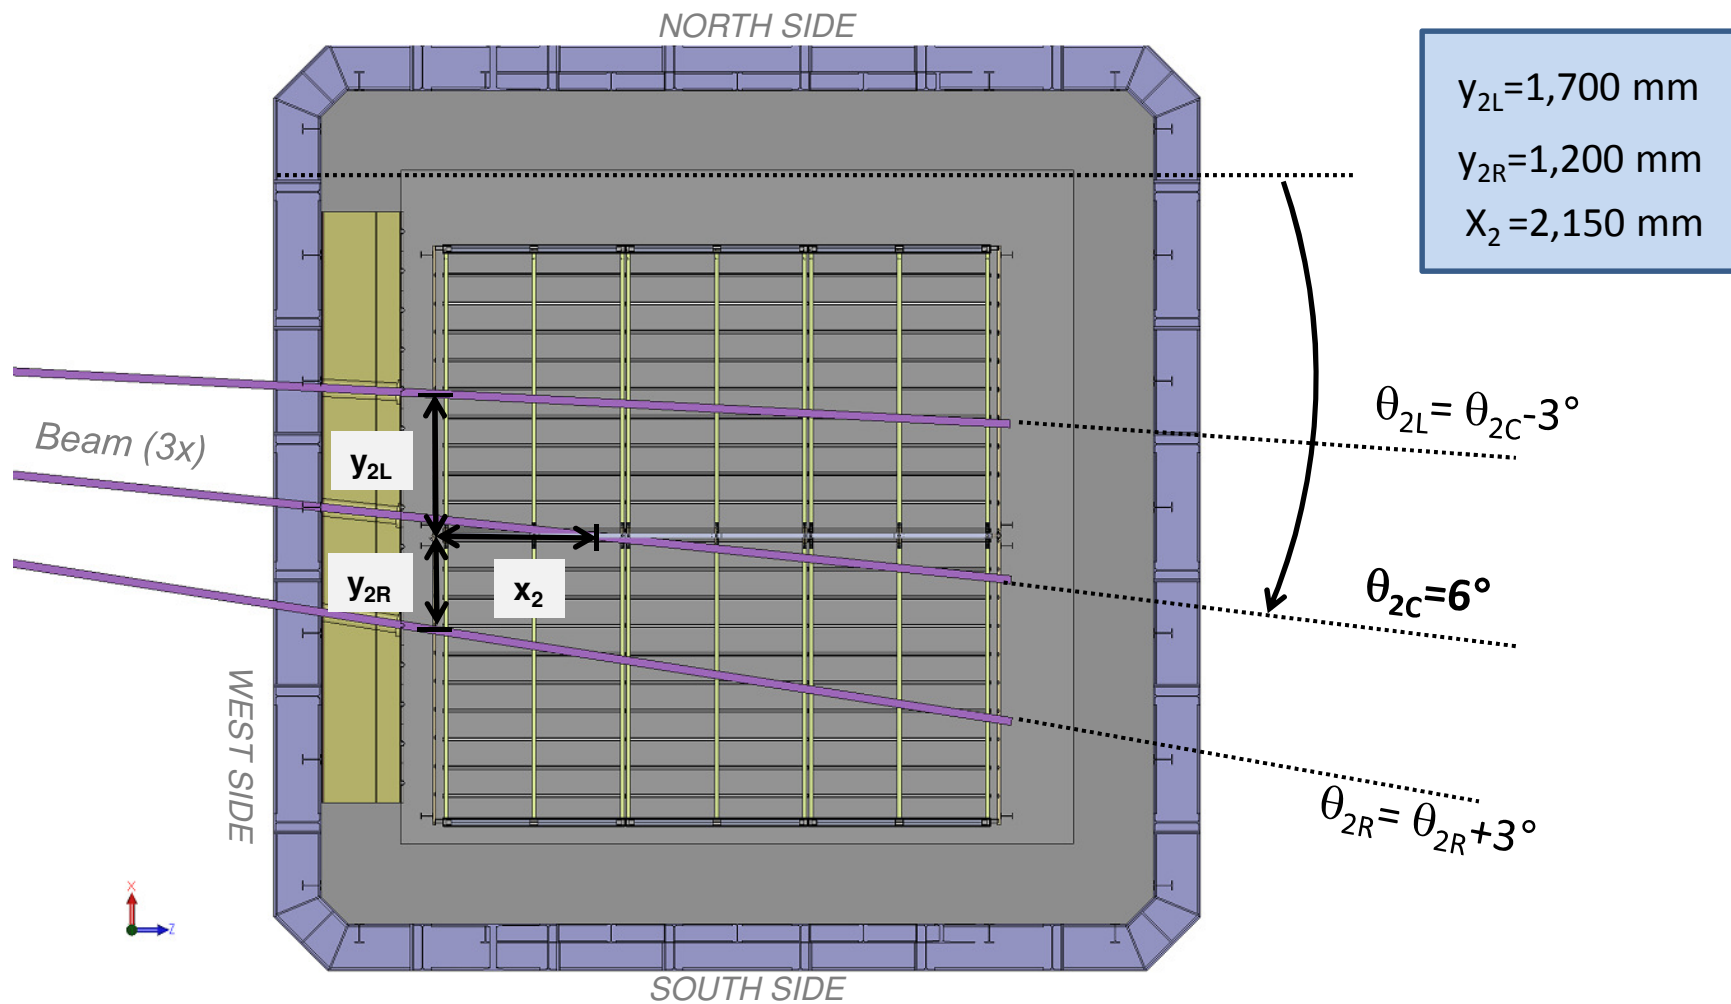 NORTH SIDE
y2L=1,700 mm
y2R=1,200 mm
X2 =2,150 mm
θ2L= θ2C-3°
Beam (3x)
y2L
y2R
x2
θ2C=6°
θ2R= θ2R+3°
WEST SIDE
X
Z
SOUTH SIDE